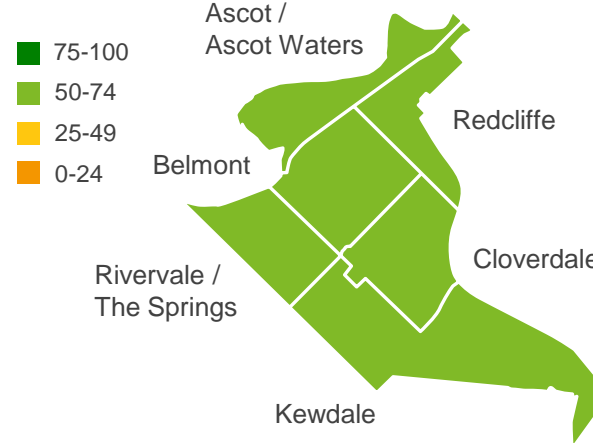 Ascot /
Ascot Waters
75-100
50-74
25-49
0-24
Redcliffe
Belmont
Cloverdale
Rivervale /
The Springs
Kewdale